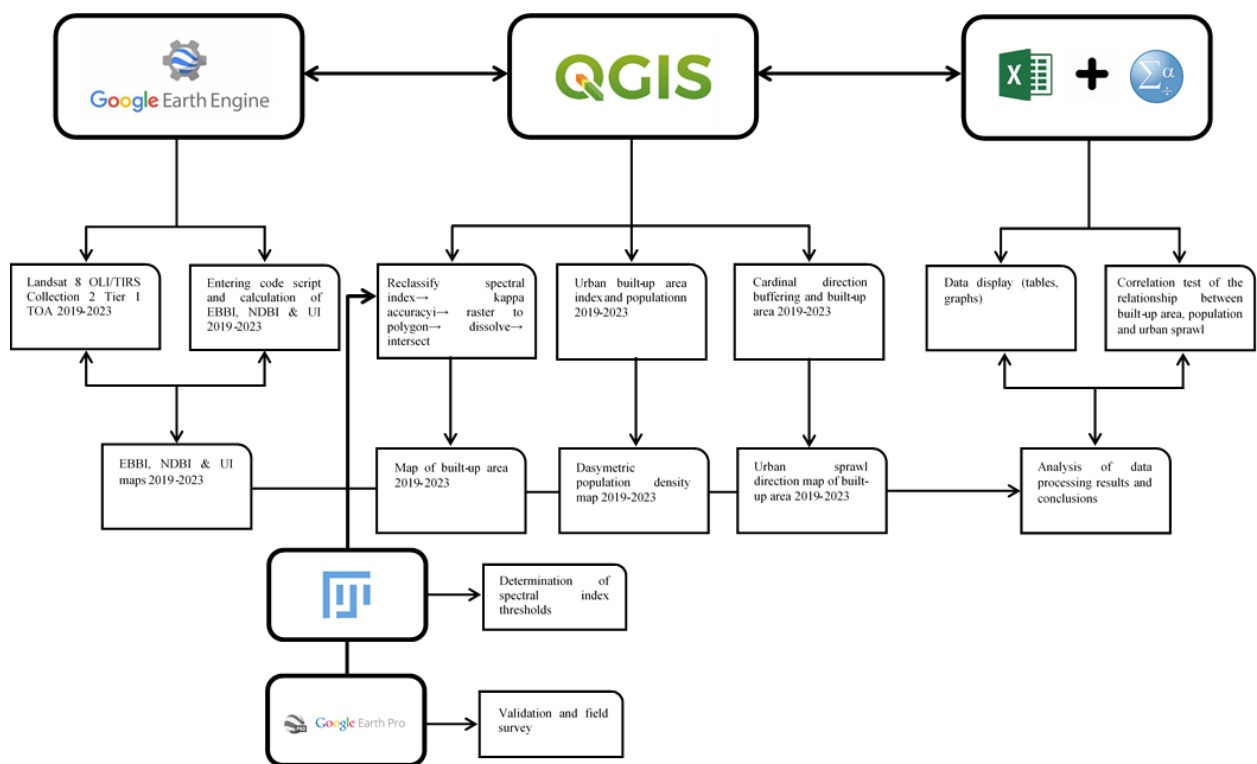 Google Earth Engine
QGIS
X
+
Σ α ÷
Landsat 8 OLI/TIRS
Collection 2 Tier 1
TOA 2019-2023
Entering code script
and calculation of
EBBI, NDBI & UI
2019-2023
Reclassify spectral
index→ kappa
accuracyi→ raster to
polygon→ dissolve→
intersect
Urban built-up area
index and populationn
2019-2023
Cardinal direction
buffering and built-up
area 2019-2023
Data display (tables,
graphs)
Correlation test of the
relationship between
built-up area, population
and urban sprawl
EBBI, NDBI & UI
maps 2019-2023
Map of built-up area
2019-2023
Dasymetric
population density
map 2019-2023
Urban sprawl
direction map of built-
up area 2019-2023
Analysis of data
processing results and
conclusions
Determination of
spectral index
thresholds
PRO
Google Earth Pro
Validation and field
survey